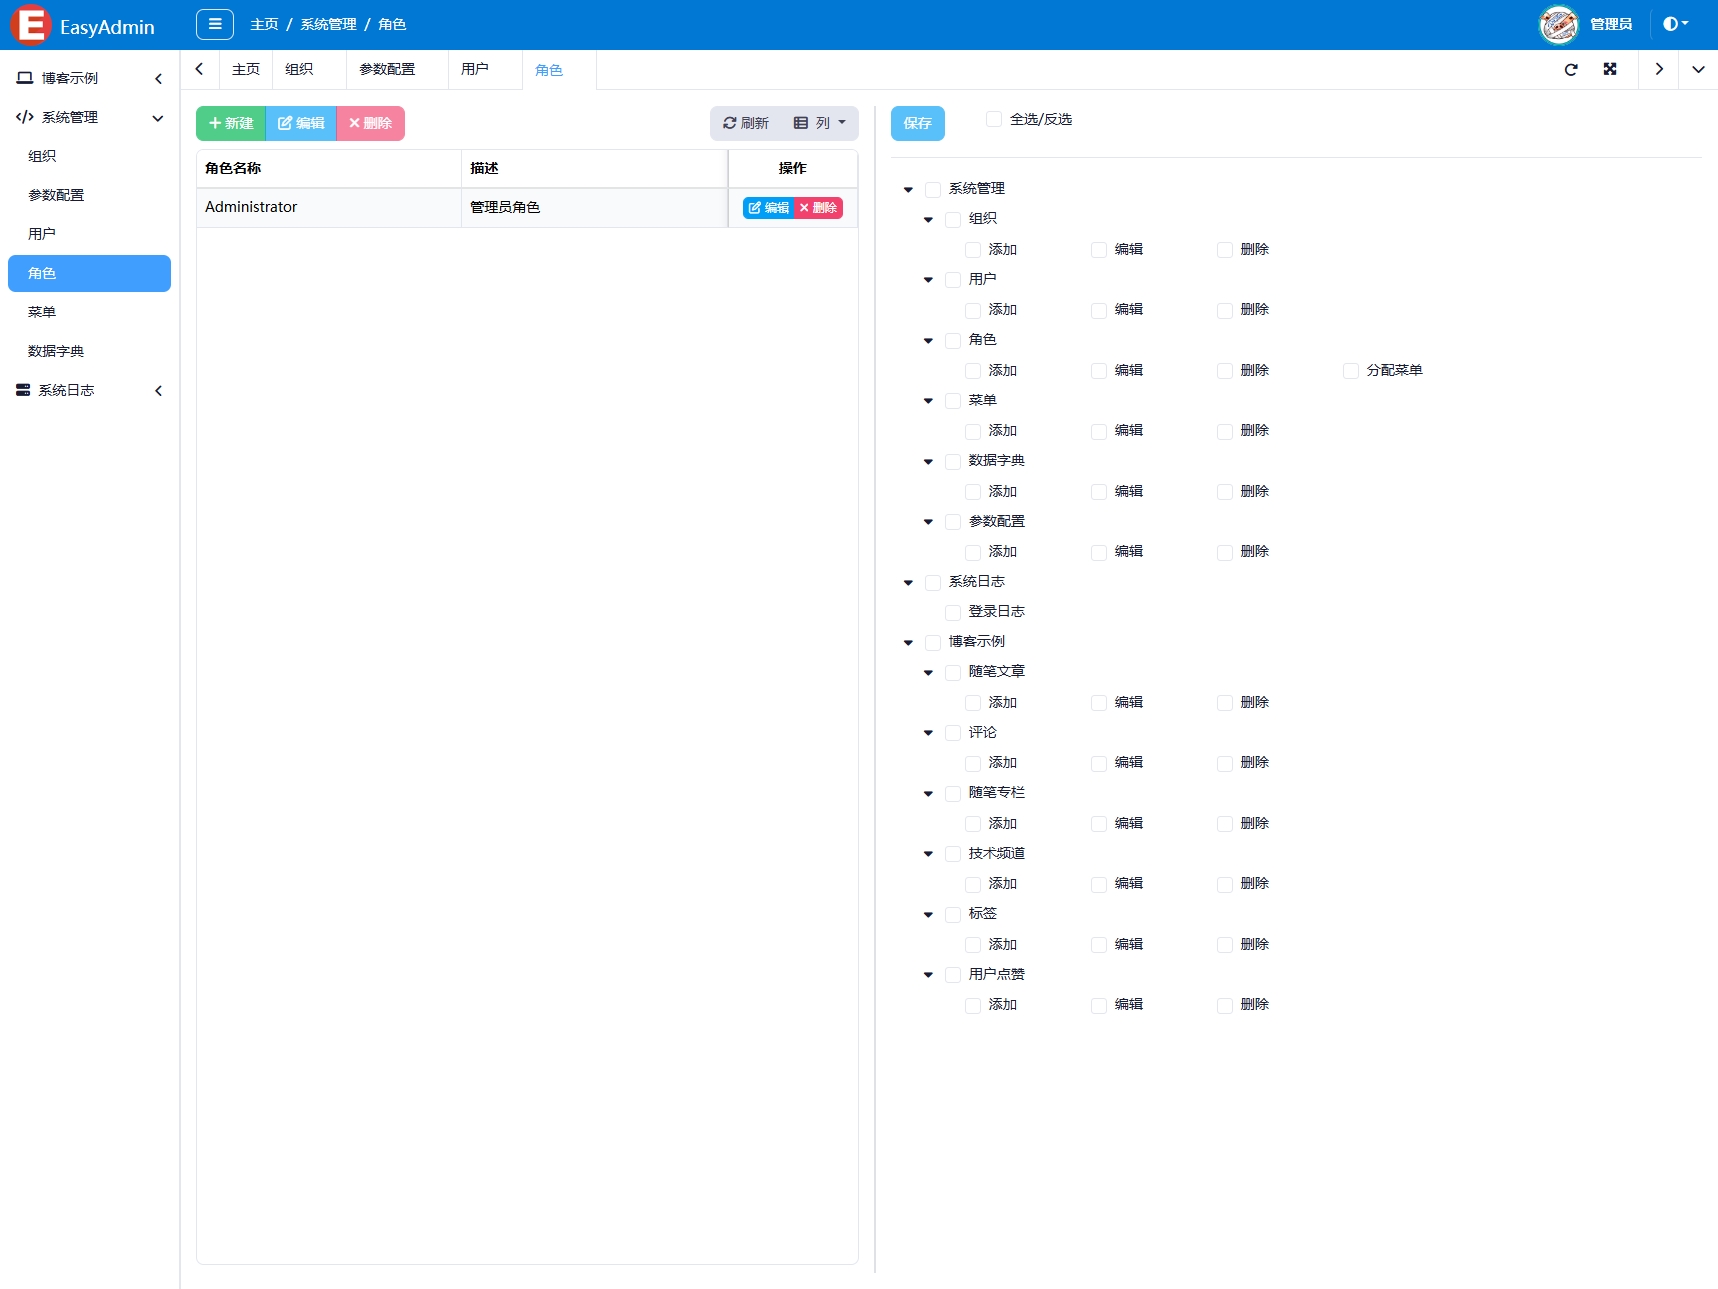 E EasyAdmin 主页 / 系统管理 / 角色 管理员
博客示例
系统管理
组织
参数配置
用户
角色
菜单
数据字典
系统日志
主页 组织 参数配置 用户 角色
新建 编辑 删除 刷新 列
角色名称 描述 操作
Administrator 管理员角色 编辑 删除
保存 全选/反选
系统管理
组织
添加 编辑 删除
用户
添加 编辑 删除
角色
添加 编辑 删除 分配菜单
菜单
添加 编辑 删除
数据字典
添加 编辑 删除
参数配置
添加 编辑 删除
系统日志
登录日志
博客示例
随笔文章
添加 编辑 删除
评论
添加 编辑 删除
随笔专栏
添加 编辑 删除
技术频道
添加 编辑 删除
标签
添加 编辑 删除
用户点赞
添加 编辑 删除